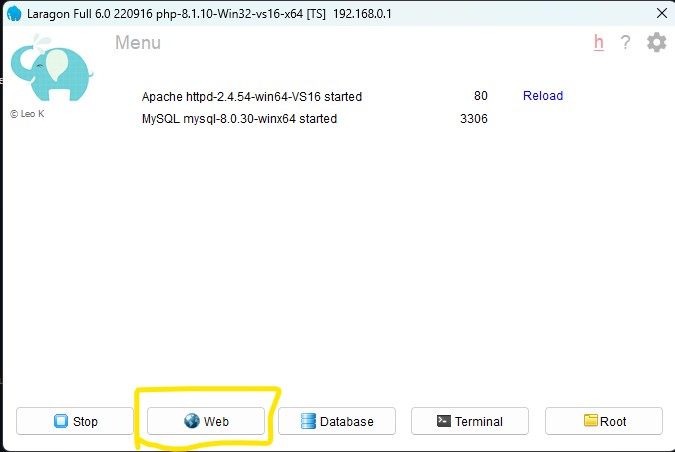 Laragon Full 6.0 220916 php-8.1.10-Win32-vs16-x64 [TS] 192.168.0.1
Menu
h ?
© Leo K
Apache httpd-2.4.54-win64-VS16 started 80 Reload
MySQL mysql-8.0.30-winx64 started 3306
Stop Web Database Terminal Root